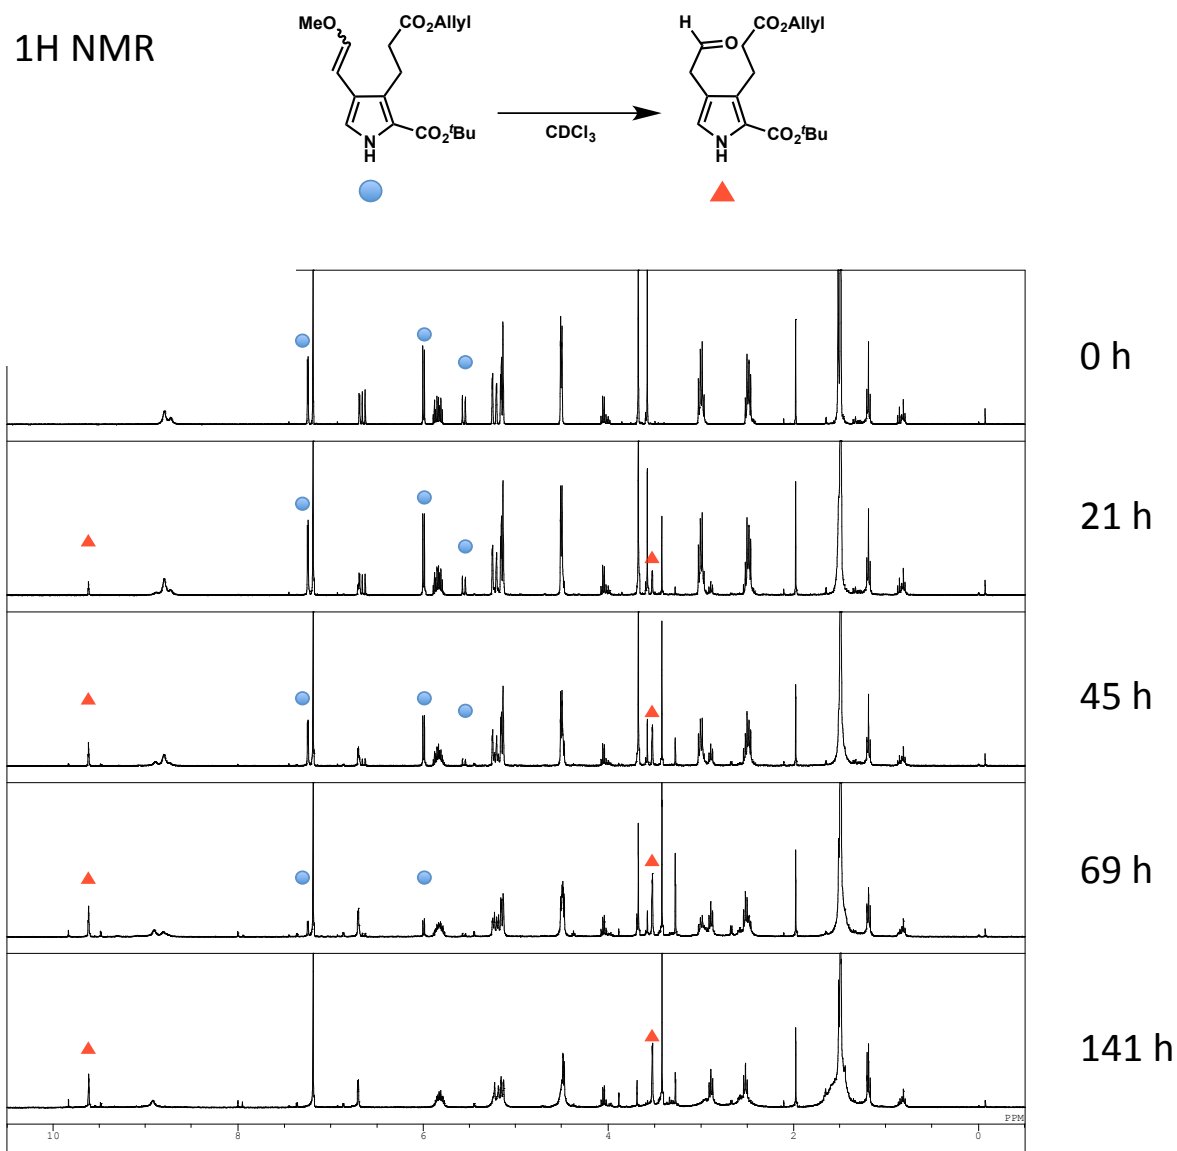 1H NMR
MeO
CO2Allyl
N
H
CO2tBu
CDCl3
H
O
CO2Allyl
N
H
CO2tBu
0 h
21 h
45 h
69 h
141 h
PPM
10 8 6 4 2 0